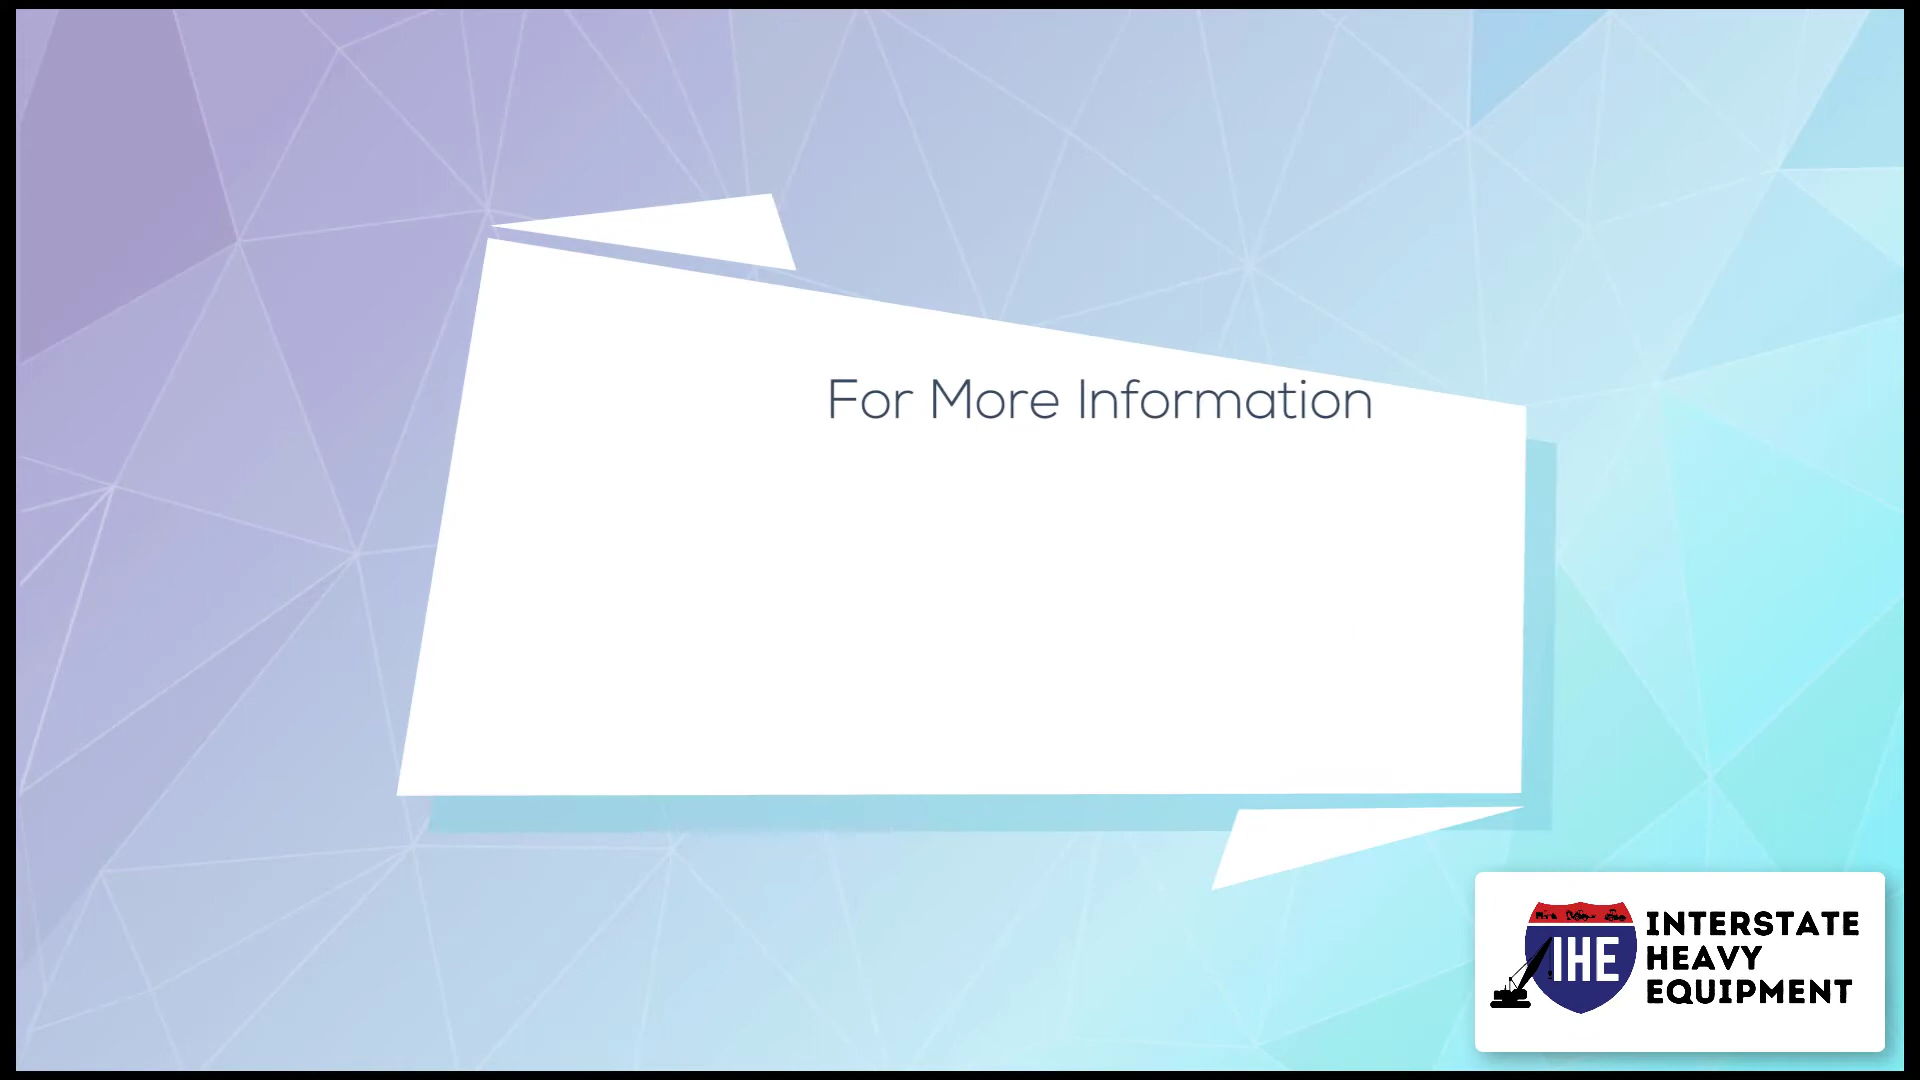 For More Information
IHE
INTERSTATE
HEAVY
EQUIPMENT